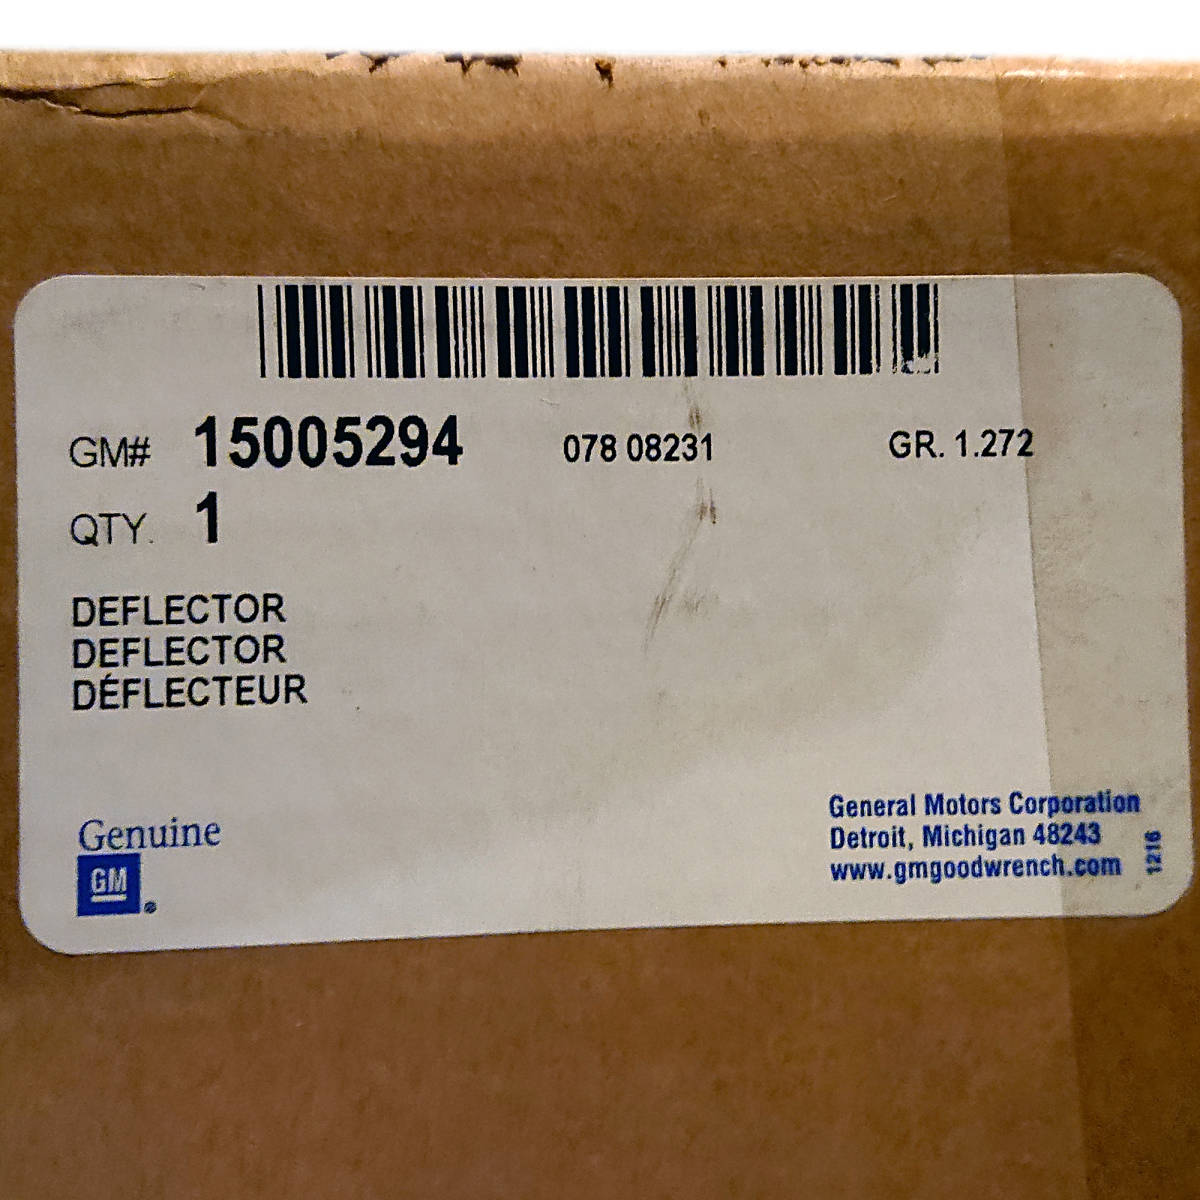 GM# 15005294 078 08231 GR. 1.272
QTY. 1
DEFLECTOR
DEFLECTOR
DÉFLECTEUR
Genuine
GM
General Motors Corporation
Detroit, Michigan 48243
www.gmgoodwrench.com
1216